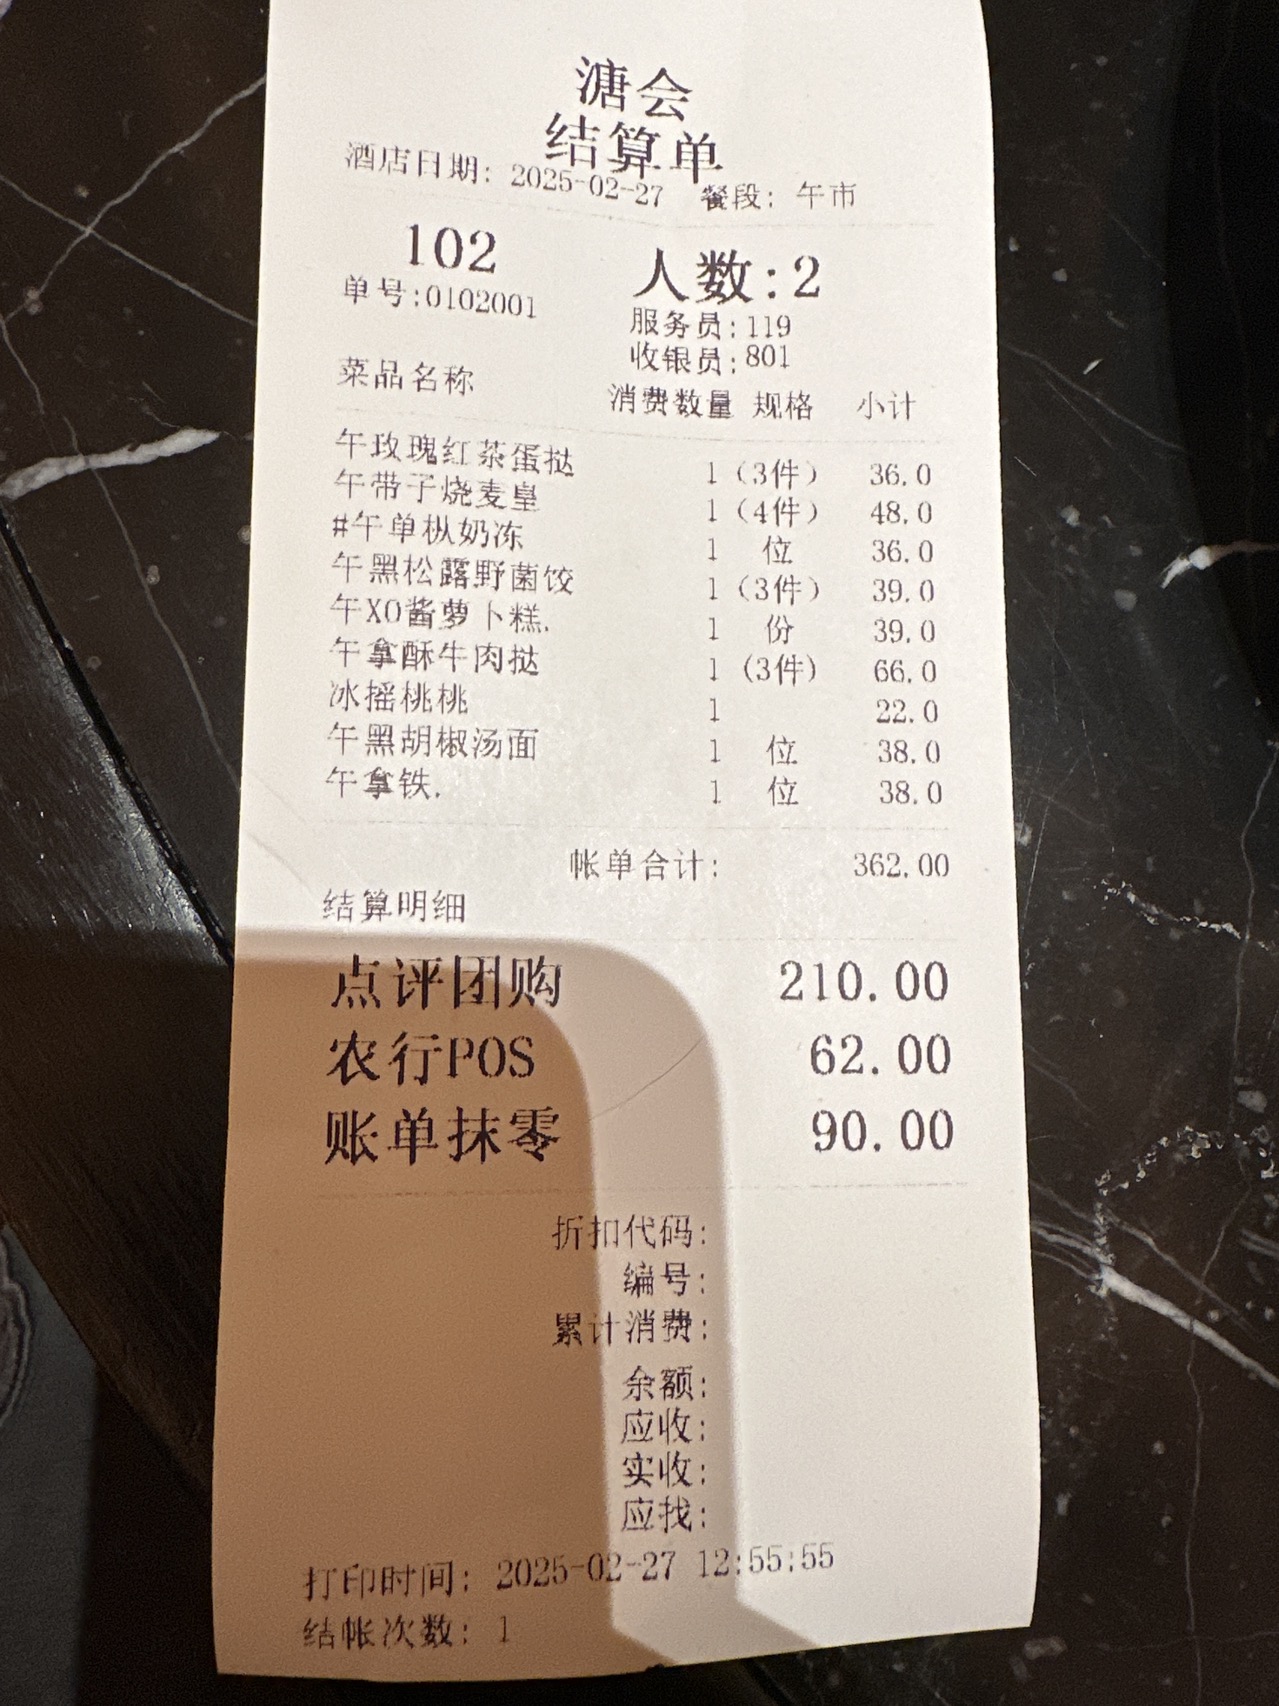 溏会
结算单
酒店日期: 2025-02-27 餐段: 午市
102 人数:2
单号:0102001 服务员:119
收银员:801
菜品名称 消费数量 规格 小计
午玫瑰红茶蛋挞 1 (3件) 36.0
午带子烧麦皇 1 (4件) 48.0
#午单枞奶冻 1 位 36.0
午黑松露野菌饺 1 (3件) 39.0
午XO酱萝卜糕. 1 份 39.0
午拿酥牛肉挞 1 (3件) 66.0
冰摇桃桃 1 22.0
午黑胡椒汤面 1 位 38.0
午拿铁. 1 位 38.0
帐单合计: 362.00
结算明细
点评团购 210.00
农行POS 62.00
账单抹零 90.00
折扣代码:
编号:
累计消费:
余额:
应收:
实收:
应找:
打印时间: 2025-02-27 12:55:55
结帐次数: 1